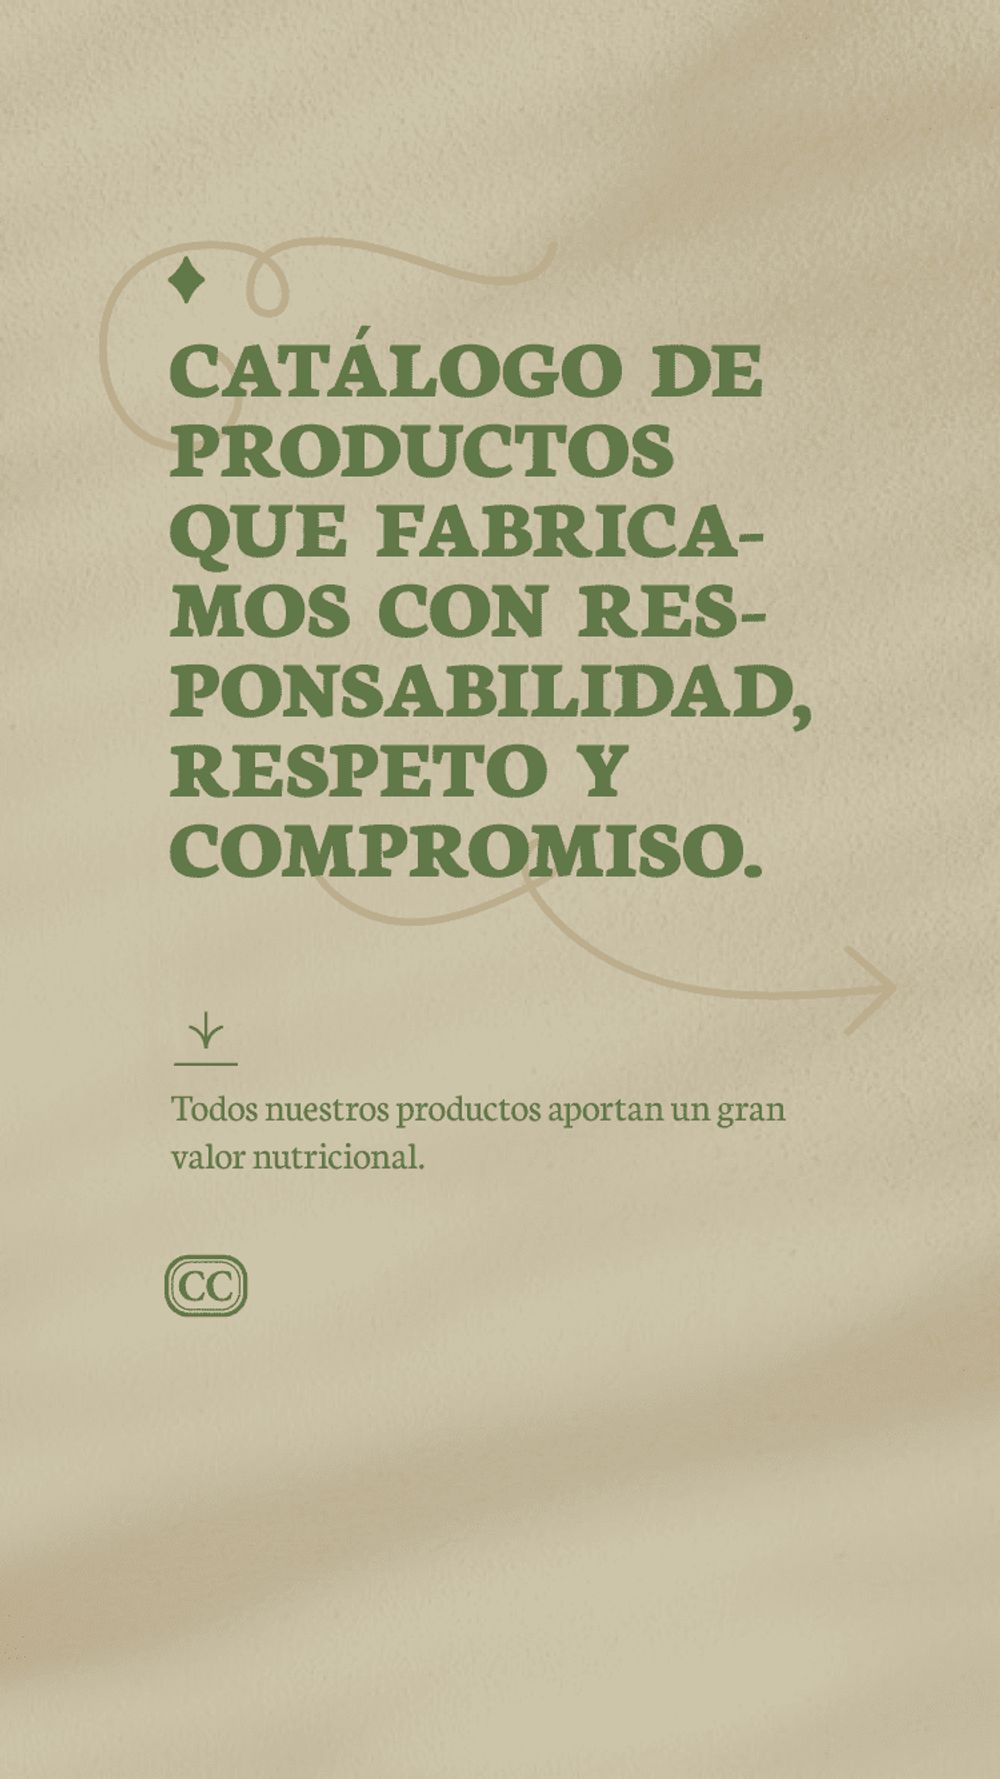 CATÁLOGO DE
PRODUCTOS
QUE FABRICA-
MOS CON RES-
PONSABILIDAD,
RESPETO Y
COMPROMISO.
Todos nuestros productos aportan un gran
valor nutricional.
CC